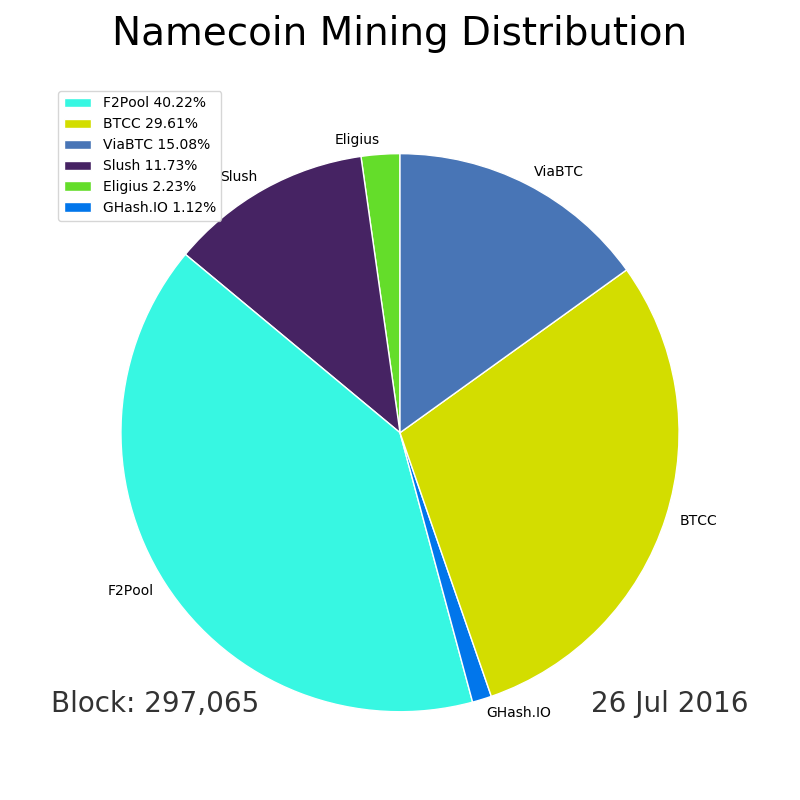 Namecoin Mining Distribution
F2Pool 40.22%
BTCC 29.61%
ViaBTC 15.08%
Slush 11.73%
Eligius 2.23%
GHash.IO 1.12%
Eligius
ViaBTC
Slush
BTCC
F2Pool
GHash.IO
Block: 297,065
26 Jul 2016